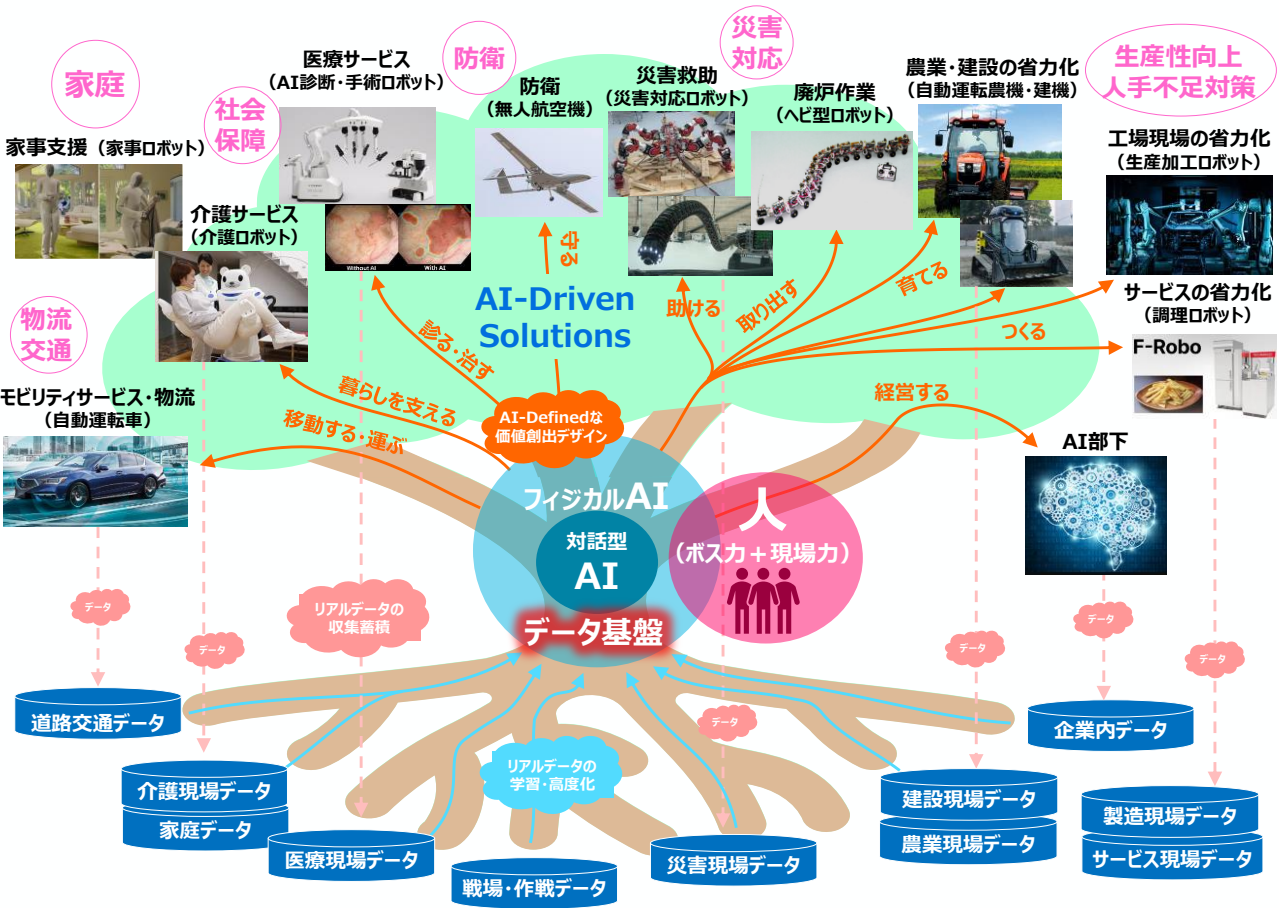 家庭
社会
保障
防衛
災害
対応
生産性向上
人手不足対策
物流
交通
家事支援（家事ロボット）
介護サービス
（介護ロボット）
医療サービス
（AI診断・手術ロボット）
Without AI
With AI
防衛
（無人航空機）
災害救助
（災害対応ロボット）
廃炉作業
（ヘビ型ロボット）
農業・建設の省力化
（自動運転農機・建機）
工場現場の省力化
（生産加工ロボット）
サービスの省力化
（調理ロボット）
F-Robo
モビリティサービス・物流
（自動運転車）
AI-Driven
Solutions
守る
診る・治す
暮らしを支える
移動する・運ぶ
助ける
取り出す
育てる
つくる
経営する
AI部下
AI-Definedな
価値創出デザイン
フィジカルAI
対話型
AI
データ基盤
人
（ボス力＋現場力）
リアルデータの
収集蓄積
データ
データ
データ
データ
データ
データ
リアルデータの
学習・高度化
道路交通データ
介護現場データ
家庭データ
医療現場データ
戦場・作戦データ
災害現場データ
建設現場データ
農業現場データ
企業内データ
製造現場データ
サービス現場データ